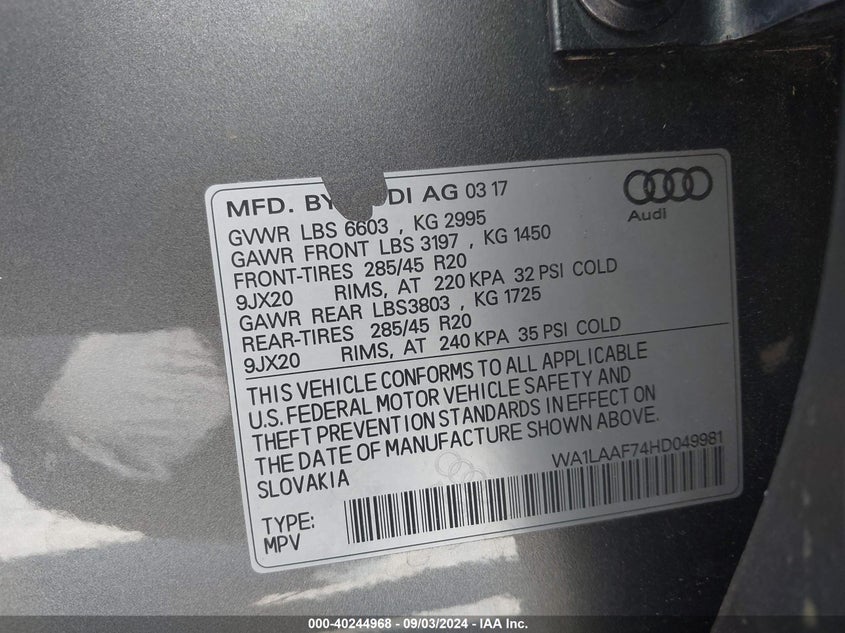 MFD. BY DI AG 03 17
Audi
GVWR LBS 6603 , KG 2995
GAWR FRONT LBS 3197 , KG 1450
FRONT-TIRES 285/45 R20
9JX20 RIMS, AT 220 KPA 32 PSI COLD
GAWR REAR LBS3803 , KG 1725
REAR-TIRES 285/45 R20
9JX20 RIMS, AT 240 KPA 35 PSI COLD
THIS VEHICLE CONFORMS TO ALL APPLICABLE
U.S. FEDERAL MOTOR VEHICLE SAFETY AND
THEFT PREVENTION STANDARDS IN EFFECT ON
THE DATE OF MANUFACTURE SHOWN ABOVE.
SLOVAKIA
WA1LAAF74HD049981
TYPE:
MPV
000-40244968 - 09/03/2024 - IAA Inc.